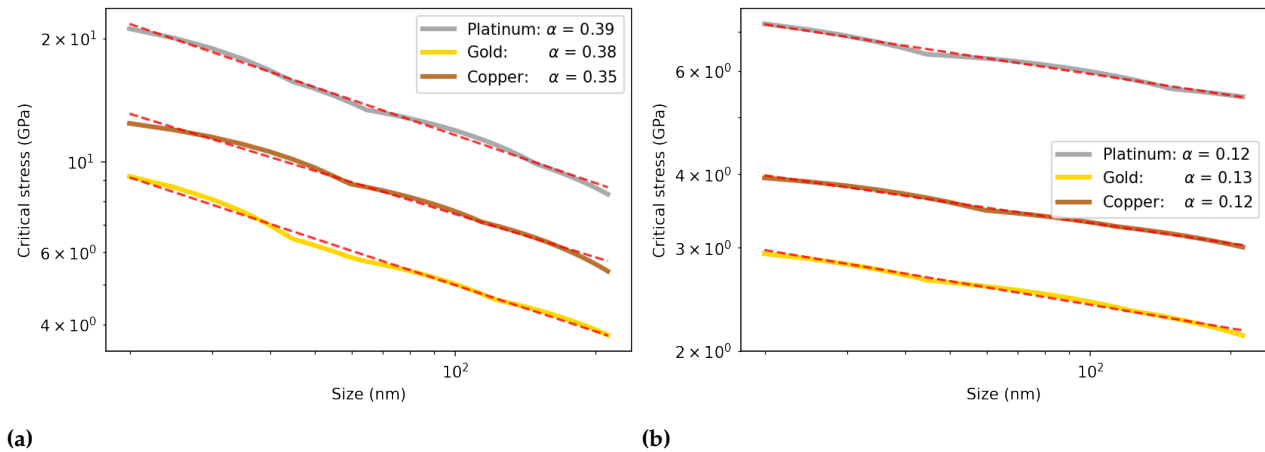 2 × 10¹
10¹
6 × 10⁰
4 × 10⁰
Critical stress (GPa)
Platinum: α = 0.39
Gold: α = 0.38
Copper: α = 0.35
10²
Size (nm)
(a)
6 × 10⁰
4 × 10⁰
3 × 10⁰
2 × 10⁰
Critical stress (GPa)
Platinum: α = 0.12
Gold: α = 0.13
Copper: α = 0.12
10²
Size (nm)
(b)